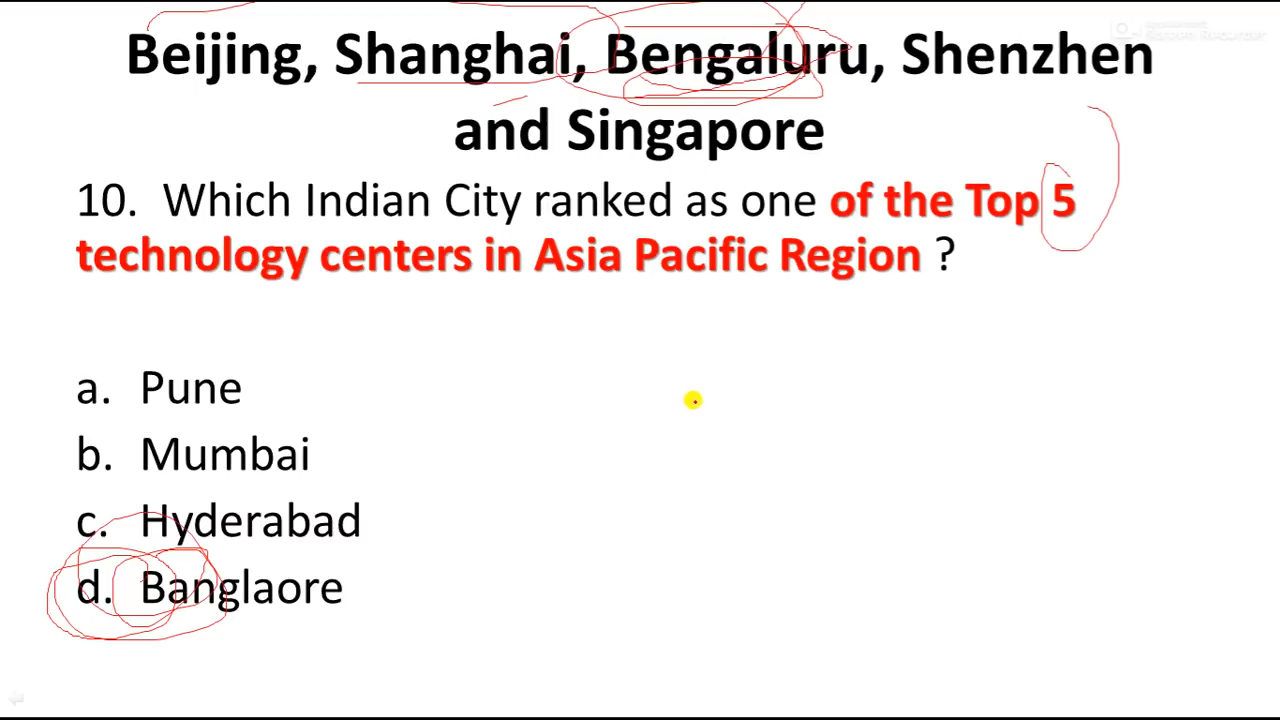 Beijing, Shanghai, Bengaluru, Shenzhen
and Singapore
10. Which Indian City ranked as one of the Top 5
technology centers in Asia Pacific Region ?
a. Pune
b. Mumbai
c. Hyderabad
d. Banglaore